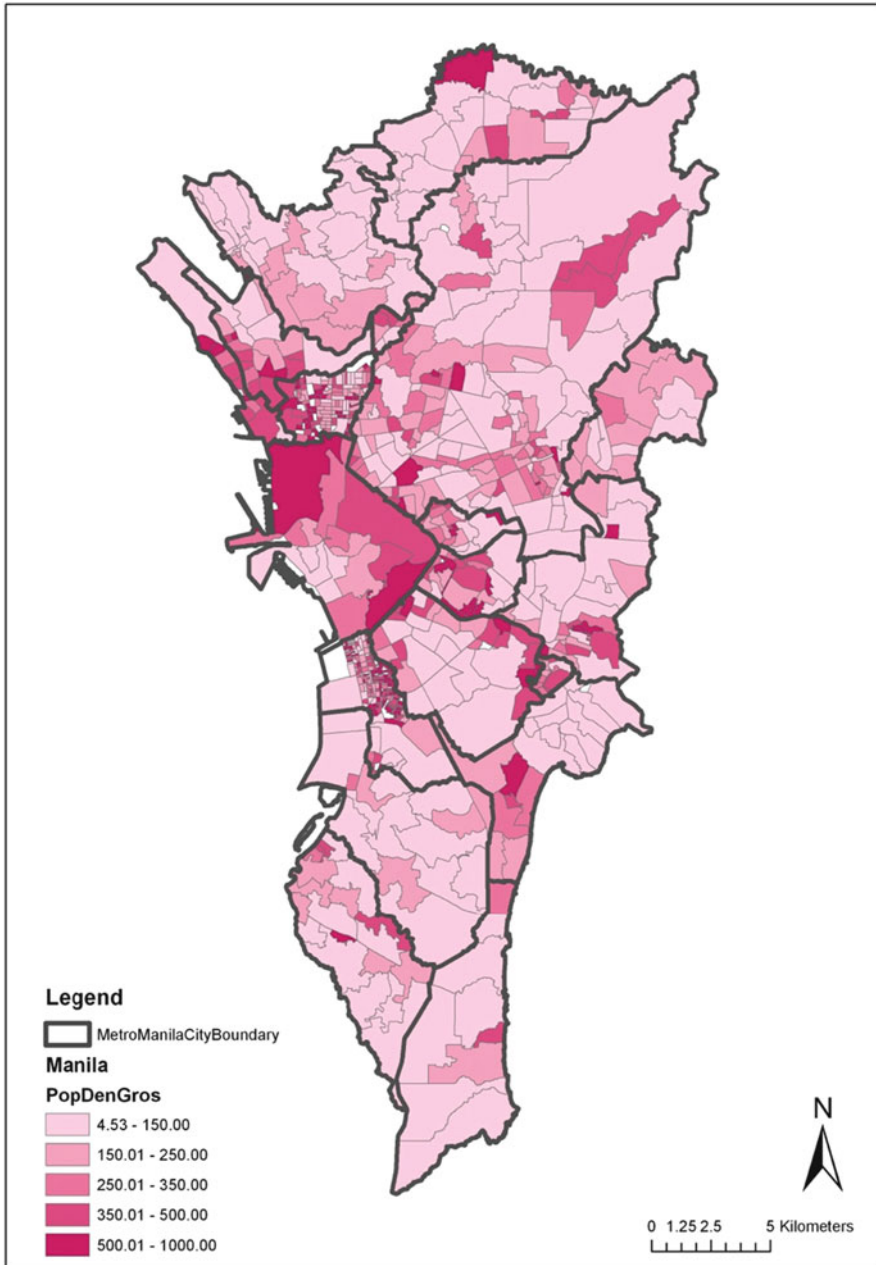 Legend
MetroManilaCityBoundary
Manila
PopDenGros
4.53 - 150.00
150.01 - 250.00
250.01 - 350.00
350.01 - 500.00
500.01 - 1000.00
N
0 1.25 2.5 5 Kilometers